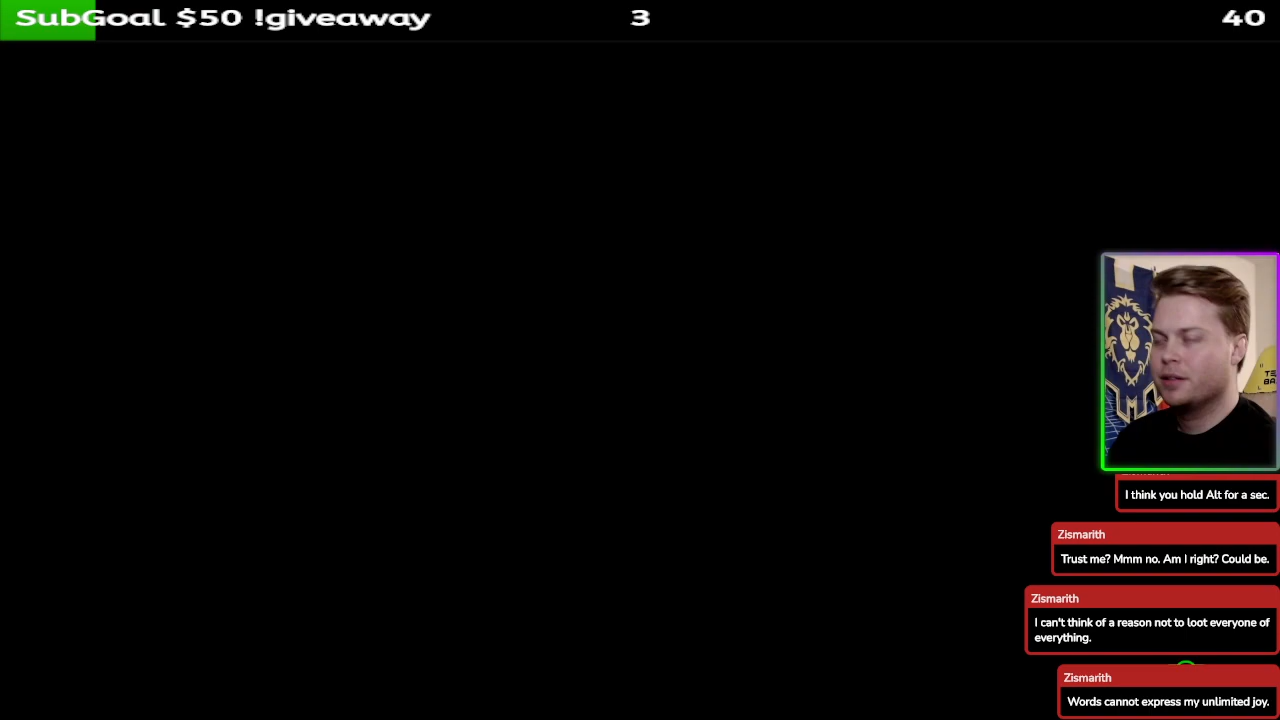 SubGoal $50 !giveaway 3 40
I think you hold Alt for a sec.
Zismarith
Trust me? Mmm no. Am I right? Could be.
Zismarith
I can't think of a reason not to loot everyone of
everything.
Zismarith
Words cannot express my unlimited joy.